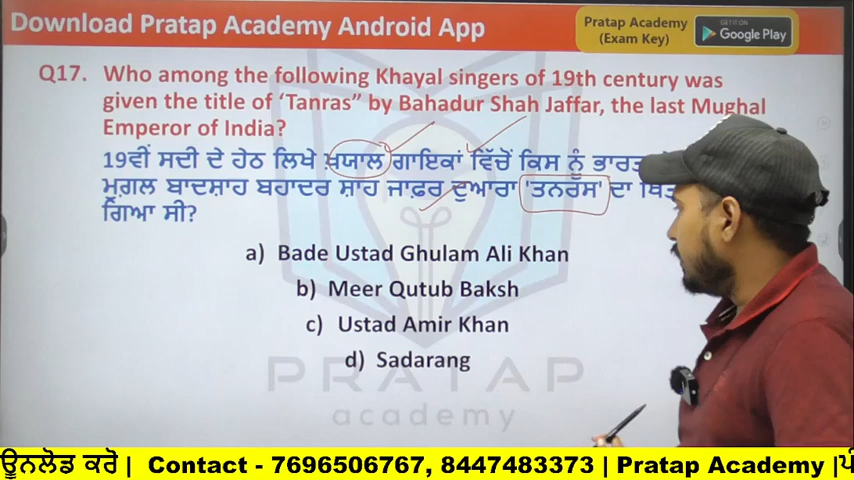 Download Pratap Academy Android App
Pratap Academy
(Exam Key)
GET IT ON
Google Play
Q17. Who among the following Khayal singers of 19th century was
given the title of ‘Tanras” by Bahadur Shah Jaffar, the last Mughal
Emperor of India?
19ਵੀਂ ਸਦੀ ਦੇ ਹੇਠ ਲਿਖੇ ਖ਼ਯਾਲ ਗਾਇਕਾਂ ਵਿੱਚੋਂ ਕਿਸ ਨੂੰ ਭਾਰਤ
ਮੁਗ਼ਲ ਬਾਦਸ਼ਾਹ ਬਹਾਦਰ ਸ਼ਾਹ ਜਾਫ਼ਰ ਦੁਆਰਾ 'ਤਨਰਸ' ਦਾ
ਗਿਆ ਸੀ?
a) Bade Ustad Ghulam Ali Khan
b) Meer Qutub Baksh
c) Ustad Amir Khan
d) Sadarang
PRATAP
academy
ਊਨਲੋਡ ਕਰੋ | Contact - 7696506767, 8447483373 | Pratap Academy |